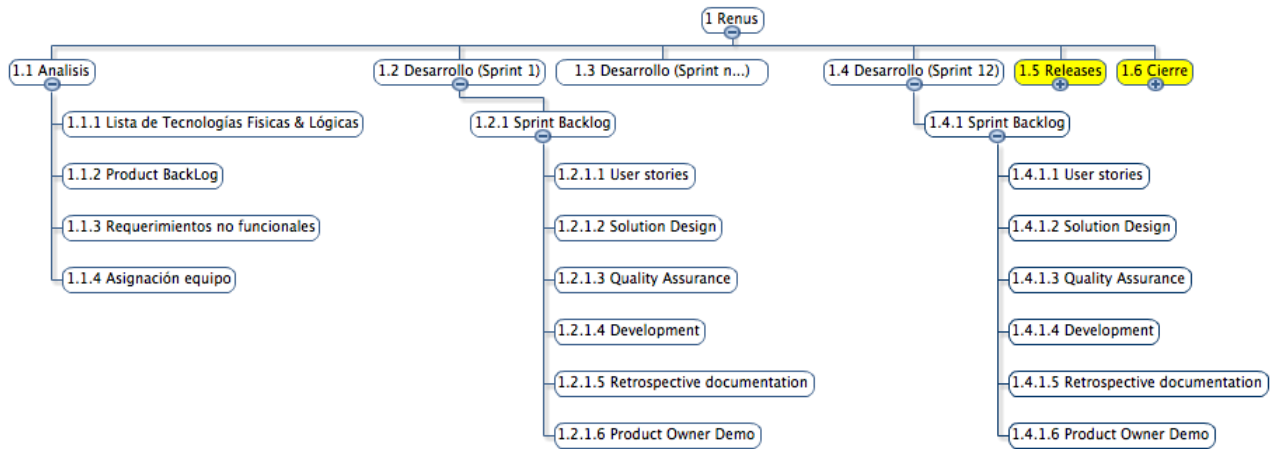 1 Renus
1.1 Analisis
1.2 Desarrollo (Sprint 1)
1.3 Desarrollo (Sprint n...)
1.4 Desarrollo (Sprint 12)
1.5 Releases
1.6 Cierre
1.1.1 Lista de Tecnologías Fisicas & Lógicas
1.1.2 Product BackLog
1.1.3 Requerimientos no funcionales
1.1.4 Asignación equipo
1.2.1 Sprint Backlog
1.2.1.1 User stories
1.2.1.2 Solution Design
1.2.1.3 Quality Assurance
1.2.1.4 Development
1.2.1.5 Retrospective documentation
1.2.1.6 Product Owner Demo
1.4.1 Sprint Backlog
1.4.1.1 User stories
1.4.1.2 Solution Design
1.4.1.3 Quality Assurance
1.4.1.4 Development
1.4.1.5 Retrospective documentation
1.4.1.6 Product Owner Demo